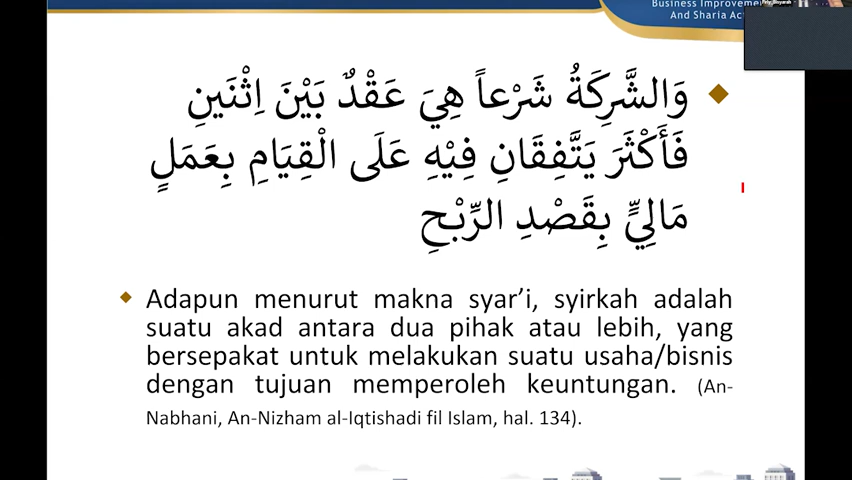 Business Improvement
And Sharia Ac
وَالشَّرِكَةُ شَرْعاً هِيَ عَقْدٌ بَيْنَ اِثْنَينِ
فَأَكْثَرَ يَتَّفِقَانِ فِيْهِ عَلَى الْقِيَامِ بِعَمَلٍ
مَالِيٍّ بِقَصْدِ الرِّبْحِ
Adapun menurut makna syar’i, syirkah adalah
suatu akad antara dua pihak atau lebih, yang
bersepakat untuk melakukan suatu usaha/bisnis
dengan tujuan memperoleh keuntungan. (An-
Nabhani, An-Nizham al-Iqtishadi fil Islam, hal. 134).